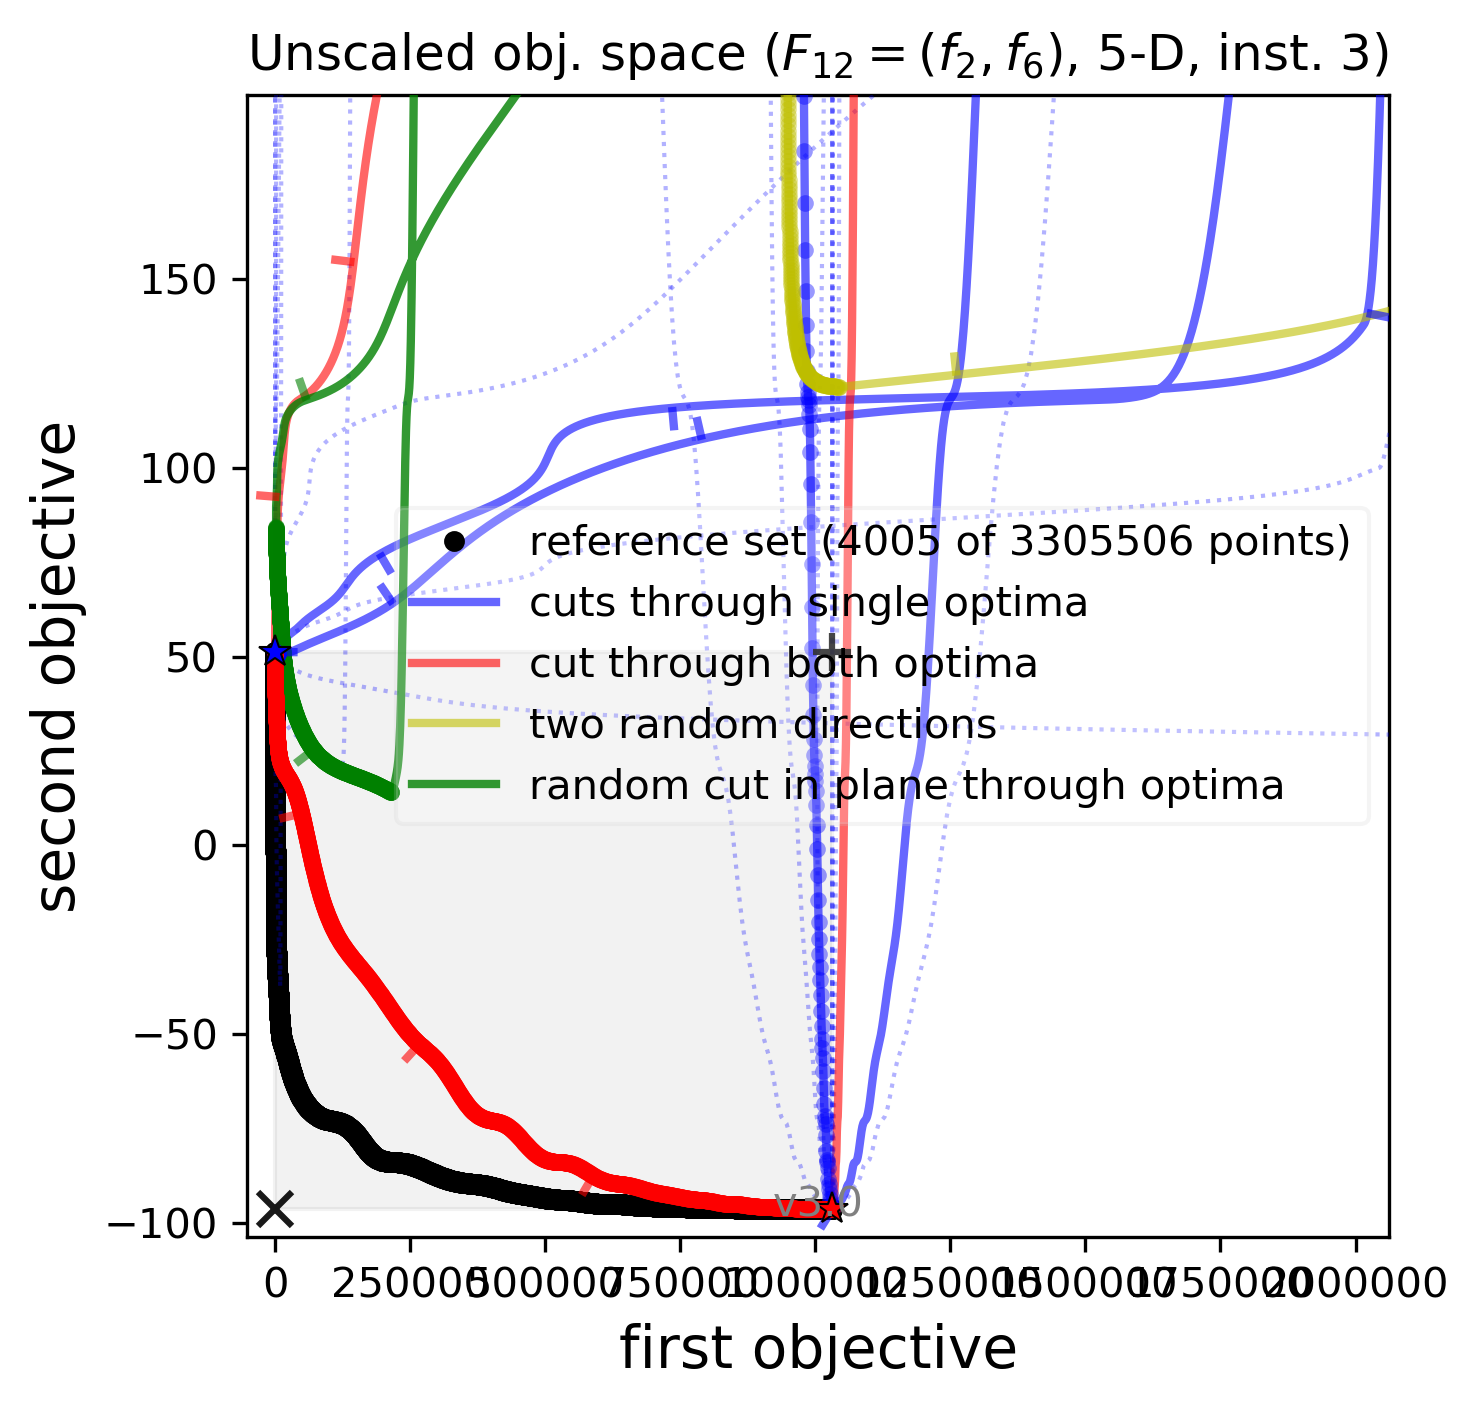 Unscaled obj. space (F12 = (f2, f6), 5-D, inst. 3)
second objective
150
100
50
0
−50
−100
reference set (4005 of 3305506 points)
cuts through single optima
cut through both optima
two random directions
random cut in plane through optima
v3.0
0 250000 500000 750000 1000000 1250000 1500000 1750000 2000000
first objective